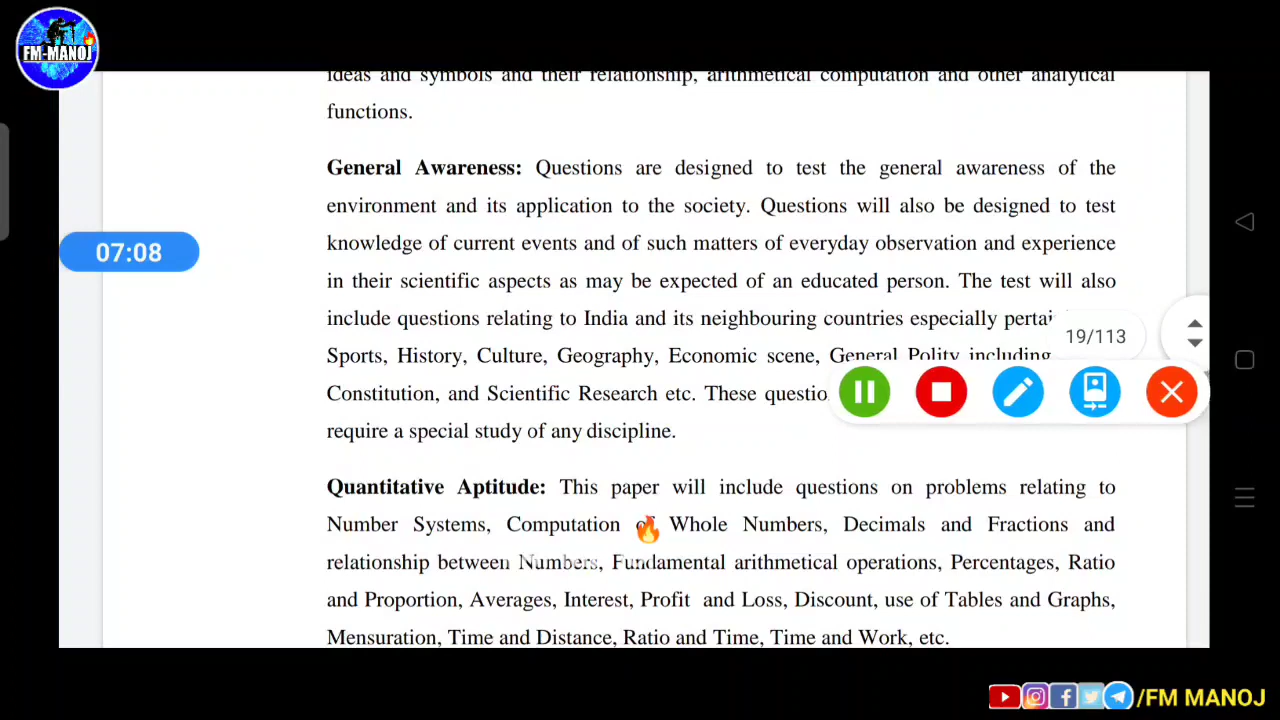 FM-MANOJ
ideas and symbols and their relationship, arithmetical computation and other analytical
functions.
General Awareness: Questions are designed to test the general awareness of the
environment and its application to the society. Questions will also be designed to test
07:08
knowledge of current events and of such matters of everyday observation and experience
in their scientific aspects as may be expected of an educated person. The test will also
include questions relating to India and its neighbouring countries especially
19/113
Sports, History, Culture, Geography, Economic scene, General Polity including
Constitution, and Scientific Research etc. These
require a special study of any discipline.
Quantitative Aptitude: This paper will include questions on problems relating to
Number Systems, Computation Whole Numbers, Decimals and Fractions and
relationship between Numbers, Fundamental arithmetical operations, Percentages, Ratio
and Proportion, Averages, Interest, Profit and Loss, Discount, use of Tables and Graphs,
Mensuration, Time and Distance, Ratio and Time, Time and Work, etc.
/FM MANOJ